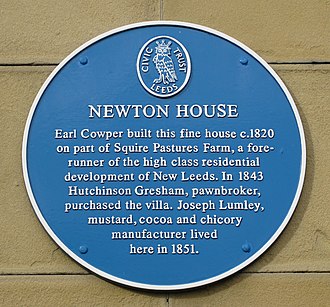 CIVIC TRUST
LEEDS
NEWTON HOUSE
Earl Cowper built this fine house c.1820
on part of Squire Pastures Farm, a fore-
runner of the high class residential
development of New Leeds. In 1843
Hutchinson Gresham, pawnbroker,
purchased the villa. Joseph Lumley,
mustard, cocoa and chicory
manufacturer lived
here in 1851.